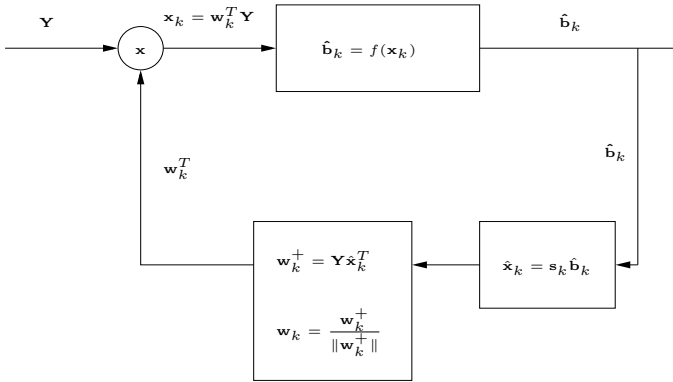 Y
x
x_k = w_k^T Y
b̂_k = f(x_k)
b̂_k
b̂_k
w_k^T
w_k^+ = Y x̂_k^T
w_k = w_k^+ / ‖w_k^+‖
x̂_k = s_k b̂_k